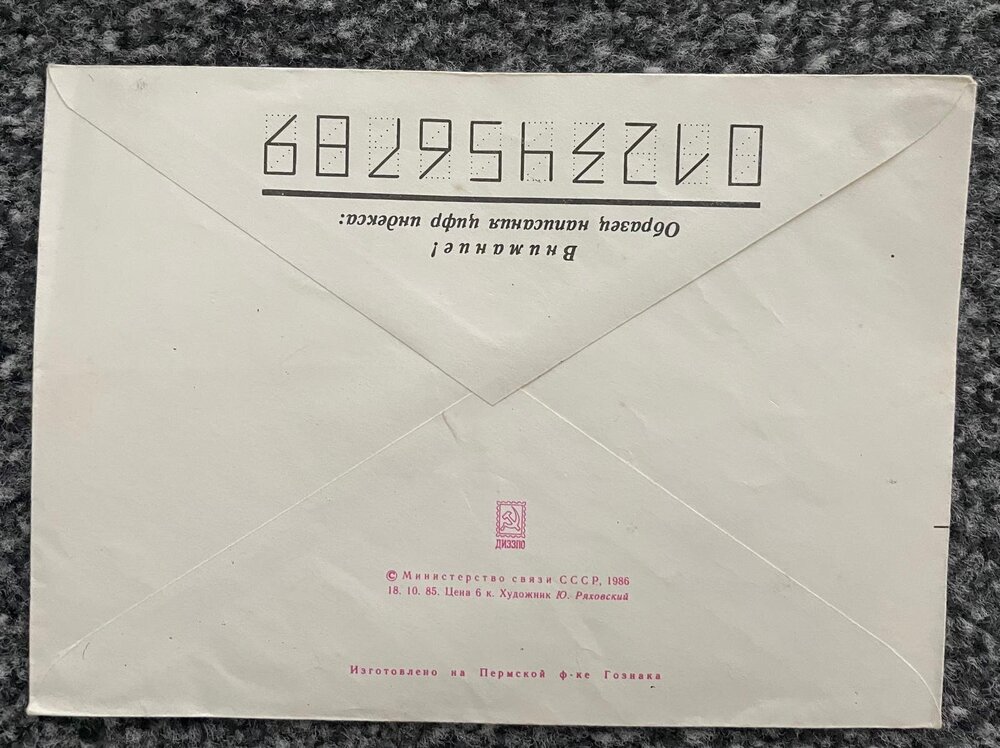 Внимание!
Образец написания цифр индекса:
0123456789
ДИЭЗПО
© Министерство связи СССР, 1986
18. 10. 85. Цена 6 к. Художник Ю. Ряховский
Изготовлено на Пермской ф-ке Гознака